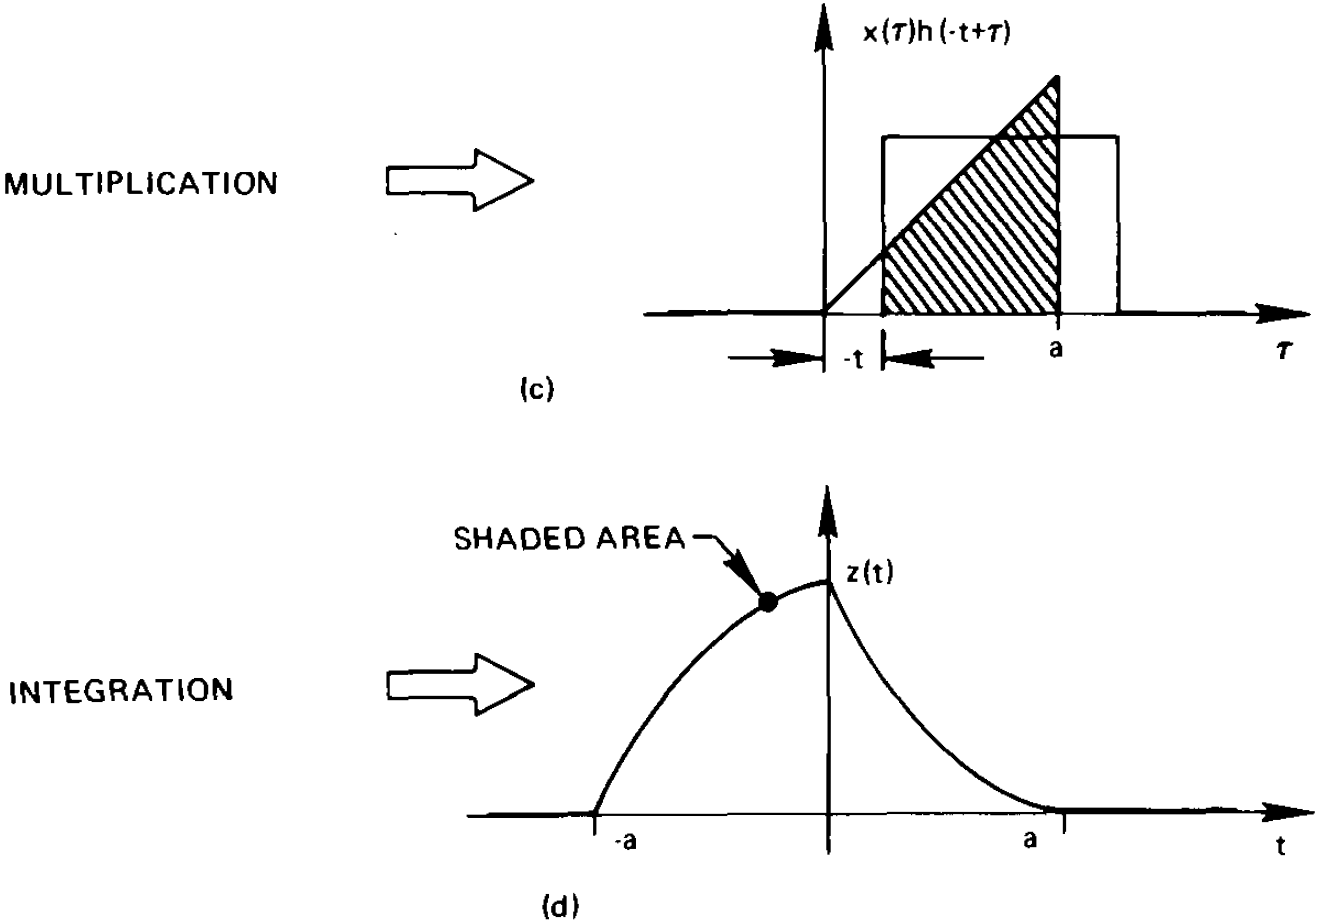 x(τ)h(-t+τ)
MULTIPLICATION
-t
a
τ
(c)
SHADED AREA
z(t)
INTEGRATION
-a
a
t
(d)